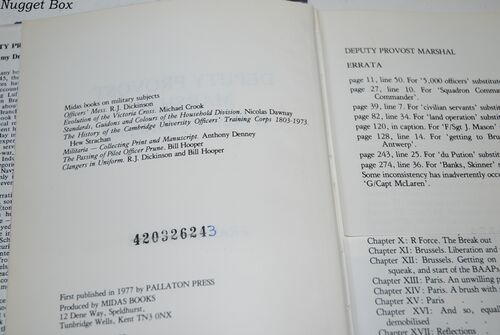 Nugget Box
Midas books on military subjects
Officers' Mess. R.J. Dickinson
Evolution of the Victoria Cross. Michael Crook
Standards, Guidons and Colours of the Household Division. Nicolas Dawnay
The History of the Cambridge University Officers' Training Corps 1803-1973.
Hew Strachan
Militaria — Collecting Print and Manuscript. Anthony Denney
The Passing of Pilot Officer Prune. Bill Hooper
Clangers in Uniform. R.J. Dickinson and Bill Hooper
420326243
First published in 1977 by PALLATON PRESS
Produced by MIDAS BOOKS
12 Dene Way, Speldhurst,
Tunbridge Wells, Kent TN3 0NX
DEPUTY PROVOST MARSHAL
ERRATA
page 11, line 50. For '5,000 officers' substitut
page 27, line 10. For 'Squadron Comman
Commander'.
page 39, line 7. For 'civilian servants' substitu
page 82, line 34. For 'land operation' substitu
page 120, in caption. For 'F/Sgt J. Mason'
page 128, line 14. For 'getting to Bru
Antwerp'.
page 243, line 25. For 'du Pution' substitu
page 274, line 36. For 'Banks, Skinner' s
Some inconsistency has inadvertently occu
'G/Capt McLaren'.
Chapter X: R Force. The Break out
Chapter XI: Brussels. Liberation and
Chapter XII: Brussels. Getting on
squeak, and start of the BAAPs
Chapter XIII: Paris. An unwilling p
Chapter XIV: Paris. A brush with
Chapter XV: Paris
Chapter XVI: And so, equa
demobili
Chapter XVII: Reflections